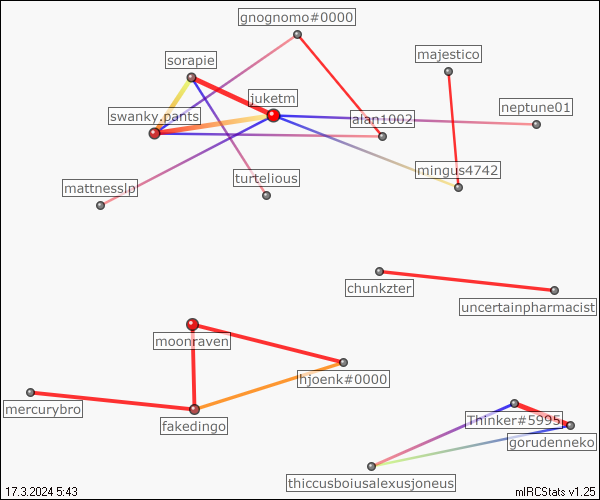 gnognomo#0000
majestico
sorapie
juketm
neptune01
swanky.pants
alan1002
mingus4742
turtelious
mattnesslp
chunkzter
uncertainpharmacist
moonraven
hjoenk#0000
mercurybro
fakedingo
Thinker#5995
gorudenneko
thiccusboiusalexusjoneus
17.3.2024 5:43
mIRCStats v1.25